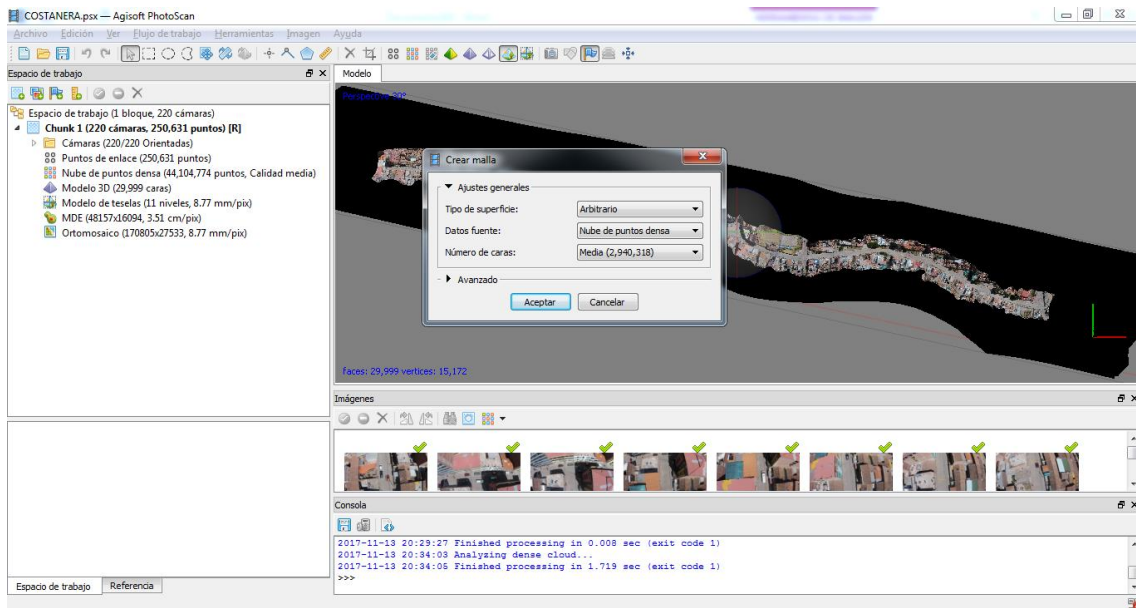 COSTANERA.psx — Agisoft PhotoScan
Archivo Edición Ver Flujo de trabajo Herramientas Imagen Ayuda
Espacio de trabajo
Espacio de trabajo (1 bloque, 220 cámaras)
Chunk 1 (220 cámaras, 250,631 puntos) [R]
Cámaras (220/220 Orientadas)
Puntos de enlace (250,631 puntos)
Nube de puntos densa (44,104,774 puntos, Calidad media)
Modelo 3D (29,999 caras)
Modelo de teselas (11 niveles, 8.77 mm/pix)
MDE (48157x16094, 3.51 cm/pix)
Ortomosaico (170805x27533, 8.77 mm/pix)
Espacio de trabajo Referencia
Modelo
Perspectiva 30°
Crear malla
Ajustes generales
Tipo de superficie: Arbitrario
Datos fuente: Nube de puntos densa
Número de caras: Media (2,940,318)
Avanzado
Aceptar Cancelar
faces: 29,999 vertices: 15,172
Imágenes
Consola
2017-11-13 20:29:27 Finished processing in 0.008 sec (exit code 1)
2017-11-13 20:34:03 Analyzing dense cloud...
2017-11-13 20:34:05 Finished processing in 1.719 sec (exit code 1)
>>>